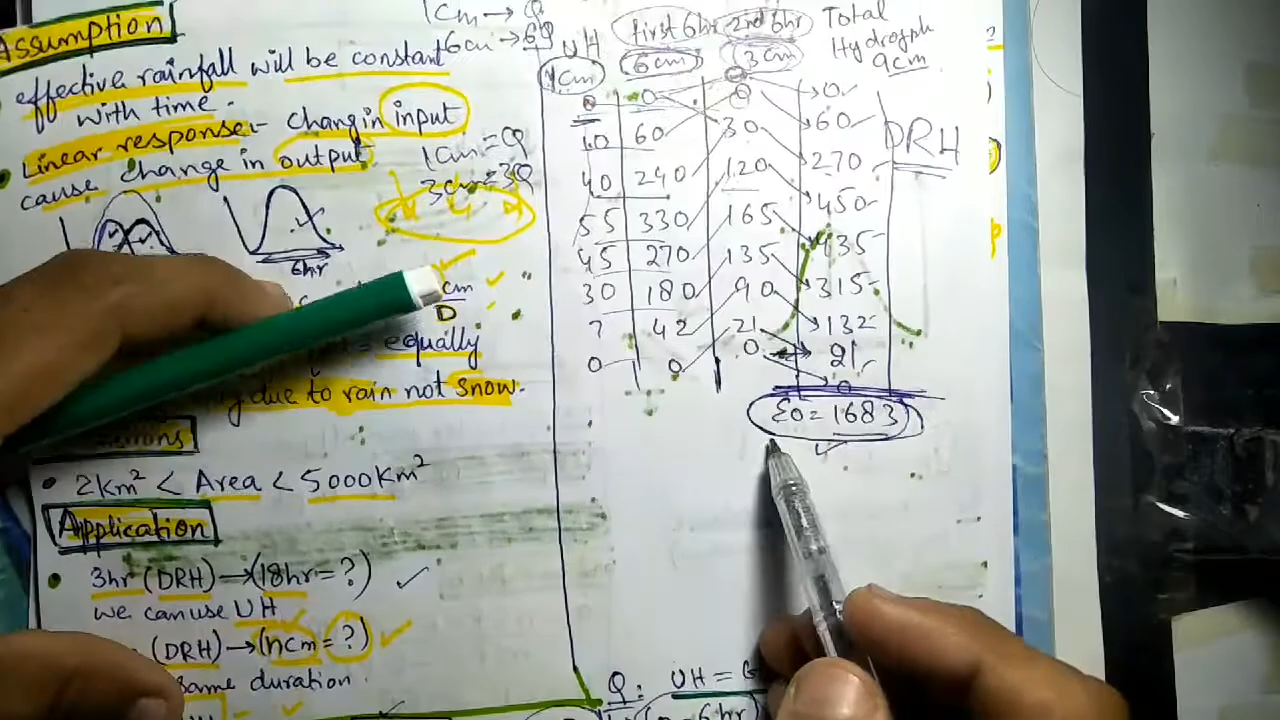 Assumption
effective rainfall will be constant
with time.
Linear response:- chang in input
cause change in output.
1cm = Q
3cm = 3Q
6hr
cm
D
equally
due to rain not snow.
• 2Km² < Area < 5000Km²
Application
• 3hr (DRH) → (18hr = ?)
we can use UH
(DRH) → (ncm = ?)
same duration.
1cm → Q
6cm → 6Q
UH first 6hr 2nd 6hr Total
Hydrogph
1cm 6cm 3cm 9cm
0 0 0 0
10 60 30 60
40 240 120 270
55 330 165 450
45 270 135 435
30 180 90 315
7 42 21 132
0 0 0 21
0
DRH
ΣO = 1683
Q: UH =
6hr)